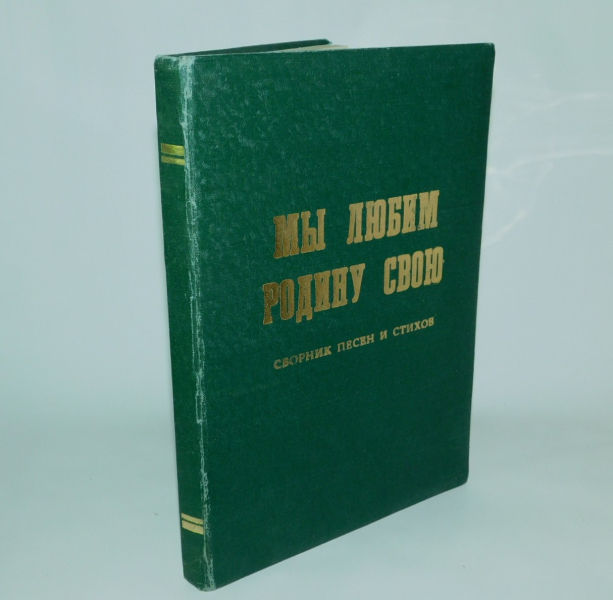 МЫ ЛЮБИМ
РОДИНУ СВОЮ
СБОРНИК ПЕСЕН И СТИХОВ